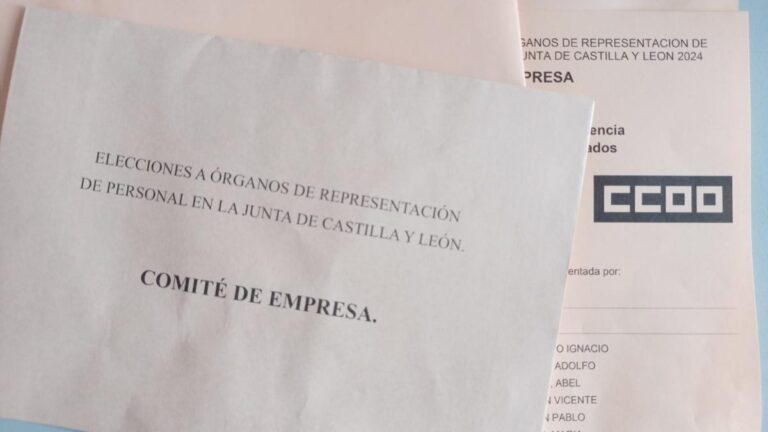 ELECCIONES A ÓRGANOS DE REPRESENTACIÓN
DE PERSONAL EN LA JUNTA DE CASTILLA Y LEÓN.
COMITÉ DE EMPRESA.
GANOS DE REPRESENTACION DE
JUNTA DE CASTILLA Y LEON 2024
PRESA
encia
ados
CCOO
entada por:
O IGNACIO
ADOLFO
, ABEL
N VICENTE
N PABLO